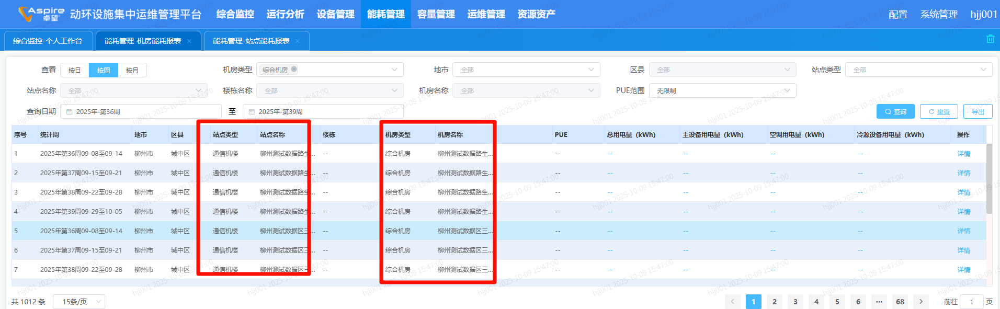 Aspire 卓望 动环设施集中运维管理平台 综合监控 运行分析 设备管理 能耗管理 容量管理 运维管理 资源资产 配置 系统管理 hjj001
综合监控-个人工作台 能耗管理-机房能耗报表 × 能耗管理-站点能耗报表 ×
查看 按日 按周 按月 机房类型 综合机房 地市 全部 区县 全部 站点类型 全部
站点名称 全部 楼栋名称 全部 机房名称 全部 PUE范围 无限制
查询日期 2025年-第36周 至 2025年-第39周 查询 重置 导出
序号 统计周 地市 区县 站点类型 站点名称 楼栋 机房类型 机房名称 PUE 总用电量（kWh） 主设备用电量（kWh） 空调用电量（kWh） 冷源设备用电量（kWh） 操作
1 2025年第36周09-08至09-14 柳州市 城中区 通信机楼 柳州测试数据路生... -- 综合机房 柳州测试数据路生... -- -- -- -- -- 详情
2 2025年第37周09-15至09-21 柳州市 城中区 通信机楼 柳州测试数据路生... -- 综合机房 柳州测试数据路生... -- -- -- -- -- 详情
3 2025年第38周09-22至09-28 柳州市 城中区 通信机楼 柳州测试数据路生... -- 综合机房 柳州测试数据路生... -- -- -- -- -- 详情
4 2025年第39周09-29至10-05 柳州市 城中区 通信机楼 柳州测试数据路生... -- 综合机房 柳州测试数据路生... -- -- -- -- -- 详情
5 2025年第36周09-08至09-14 柳州市 城中区 通信机楼 柳州测试数据区三... -- 综合机房 柳州测试数据区三... -- -- -- -- -- 详情
6 2025年第37周09-15至09-21 柳州市 城中区 通信机楼 柳州测试数据区三... -- 综合机房 柳州测试数据区三... -- -- -- -- -- 详情
7 2025年第38周09-22至09-28 柳州市 城中区 通信机楼 柳州测试数据区三... -- 综合机房 柳州测试数据区三... -- -- -- -- -- 详情
共 1012 条 15条/页 < 1 2 3 4 5 6 ... 68 > 前往 1 页
hjj001 2025-10-09 15:47:00